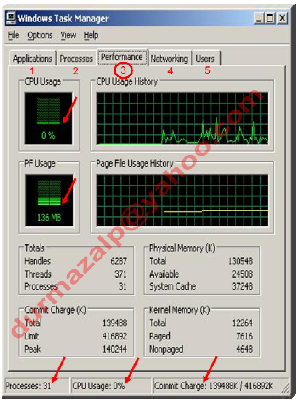 Windows Task Manager
File Options View Help
Applications Processes Performance Networking Users
1 2 3 4 5
CPU Usage CPU Usage History
0 %
PF Usage Page File Usage History
136 MB
Totals Physical Memory (K)
Handles 6287 Total 130548
Threads 371 Available 24508
Processes 31 System Cache 37248
Commit Charge (K) Kernel Memory (K)
Total 139488 Total 12264
Limit 416892 Paged 7616
Peak 140244 Nonpaged 4648
Processes: 31 CPU Usage: 0% Commit Charge: 139488K / 416892K
durmazalp@yahoo.com